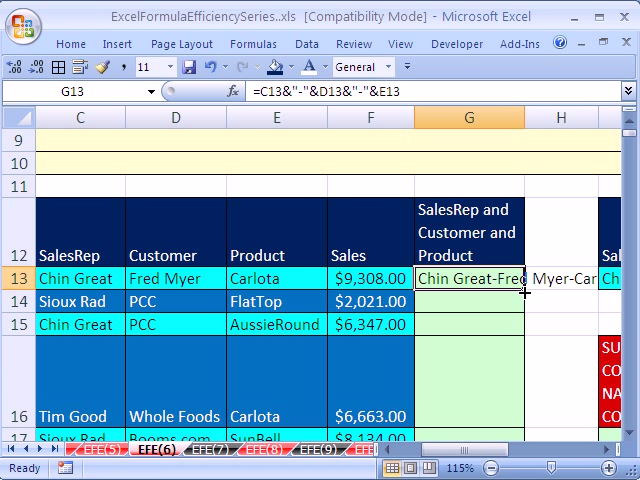 ExcelFormulaEfficiencySeries..xls [Compatibility Mode] - Microsoft Excel
Home Insert Page Layout Formulas Data Review View Developer Add-Ins
11 General
G13 fx =C13&"-"&D13&"-"&E13
C D E F G H
9
10
11
12 SalesRep Customer Product Sales SalesRep and Customer and Product Sal
13 Chin Great Fred Myer Carlota $9,308.00 Chin Great-Fred Myer-Car Ch
14 Sioux Rad PCC FlatTop $2,021.00
15 Chin Great PCC AussieRound $6,347.00
SU
CO
NA
16 Tim Good Whole Foods Carlota $6,663.00 CO
17 Sioux Rad Booms.com SunBell $8,134.00
EFE(5) EFE(6) EFE(7) EFE(8) EFE(9)
Ready 115%